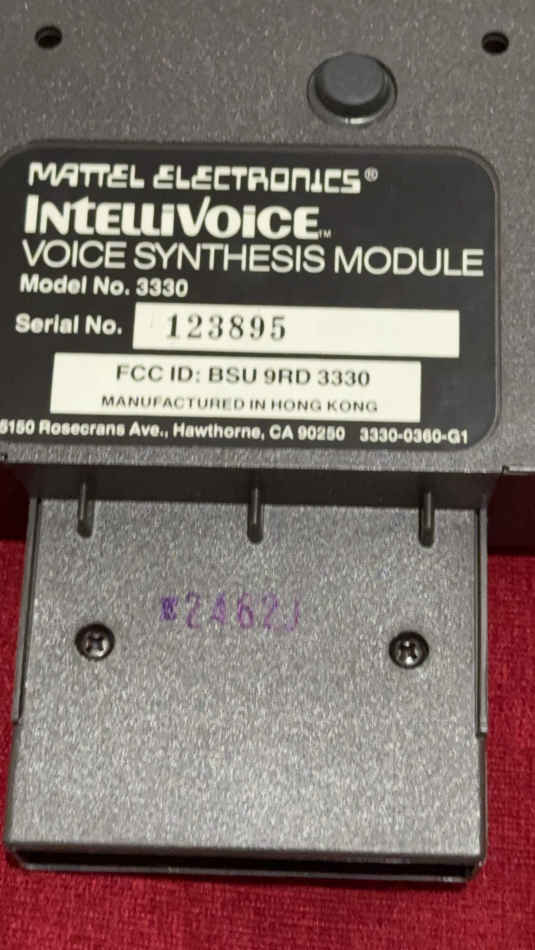 MATTEL ELECTRONICS®
INTELLIVOICE™
VOICE SYNTHESIS MODULE
Model No. 3330
Serial No. 123895
FCC ID: BSU 9RD 3330
MANUFACTURED IN HONG KONG
5150 Rosecrans Ave., Hawthorne, CA 90250 3330-0360-G1
2462J